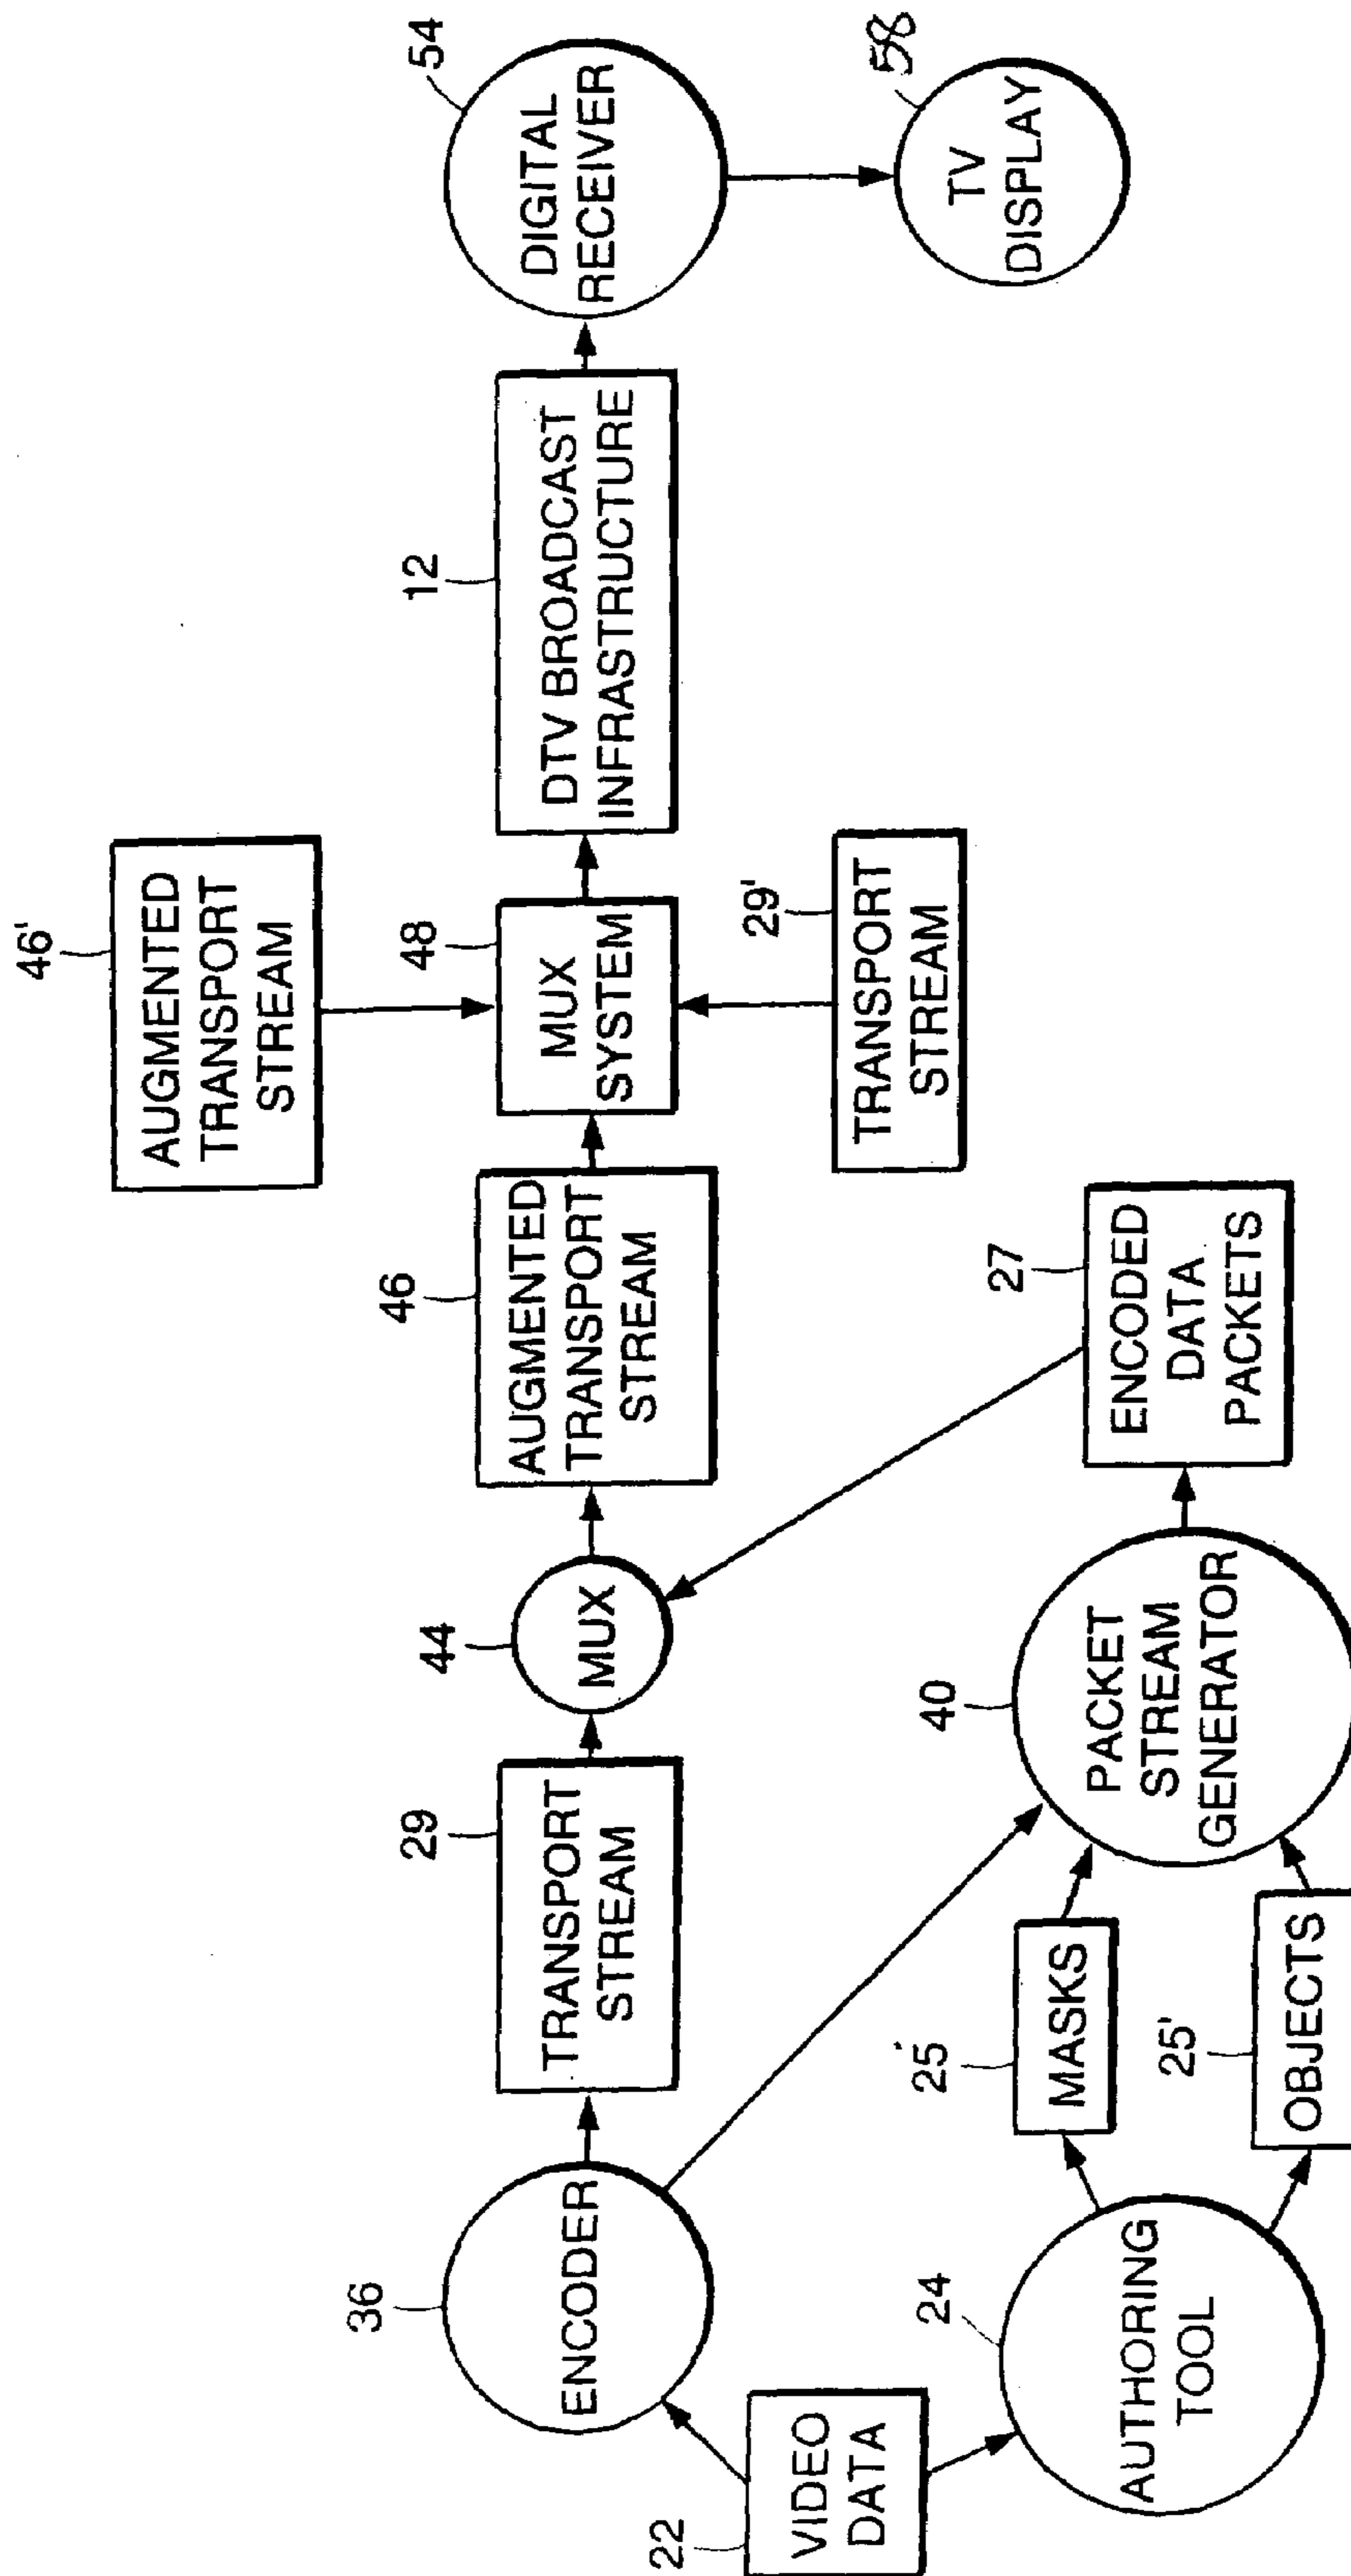 46'
AUGMENTED
TRANSPORT
STREAM
36
ENCODER
29
TRANSPORT
STREAM
44
MUX
46
AUGMENTED
TRANSPORT
STREAM
48
MUX
SYSTEM
12
DTV BROADCAST
INFRASTRUCTURE
54
DIGITAL
RECEIVER
22
VIDEO
DATA
29'
TRANSPORT
STREAM
58
TV
DISPLAY
24
AUTHORING
TOOL
25
MASKS
25'
OBJECTS
40
PACKET
STREAM
GENERATOR
27
ENCODED
DATA
PACKETS